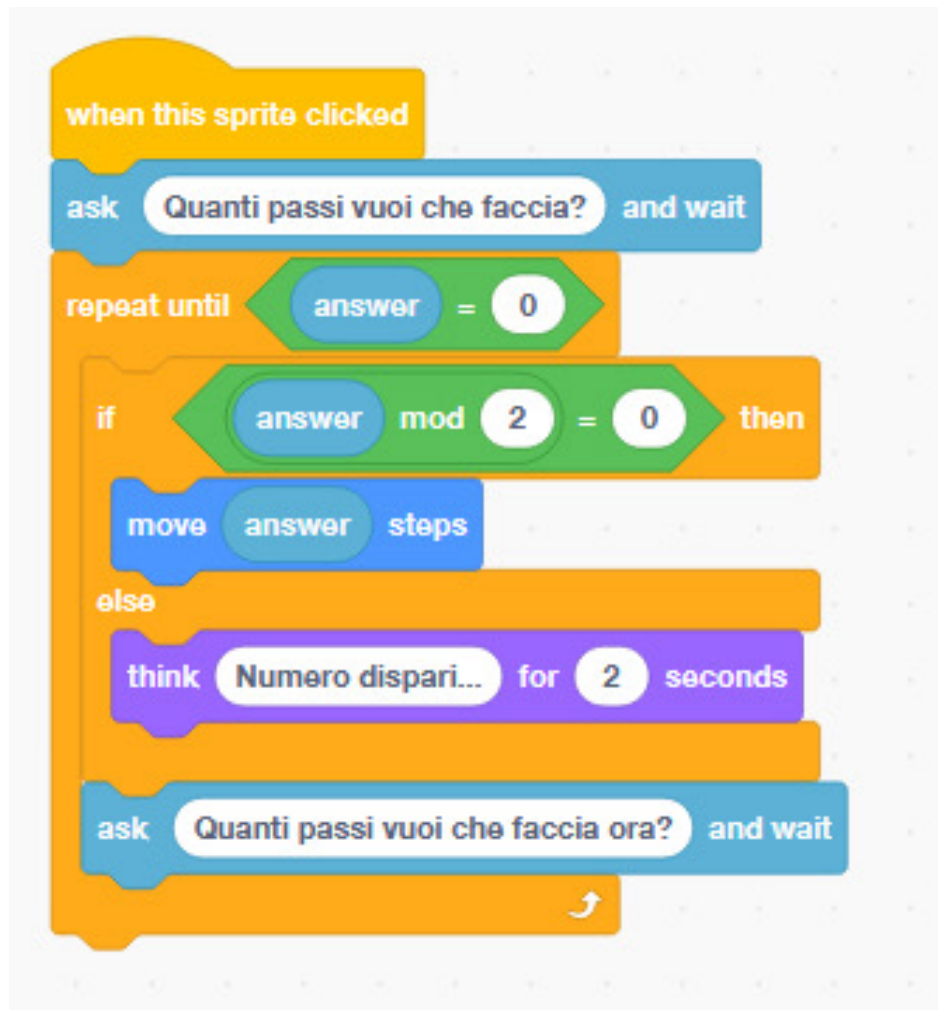 when this sprite clicked
ask Quanti passi vuoi che faccia? and wait
repeat until answer = 0
if answer mod 2 = 0 then
move answer steps
else
think Numero dispari... for 2 seconds
ask Quanti passi vuoi che faccia ora? and wait